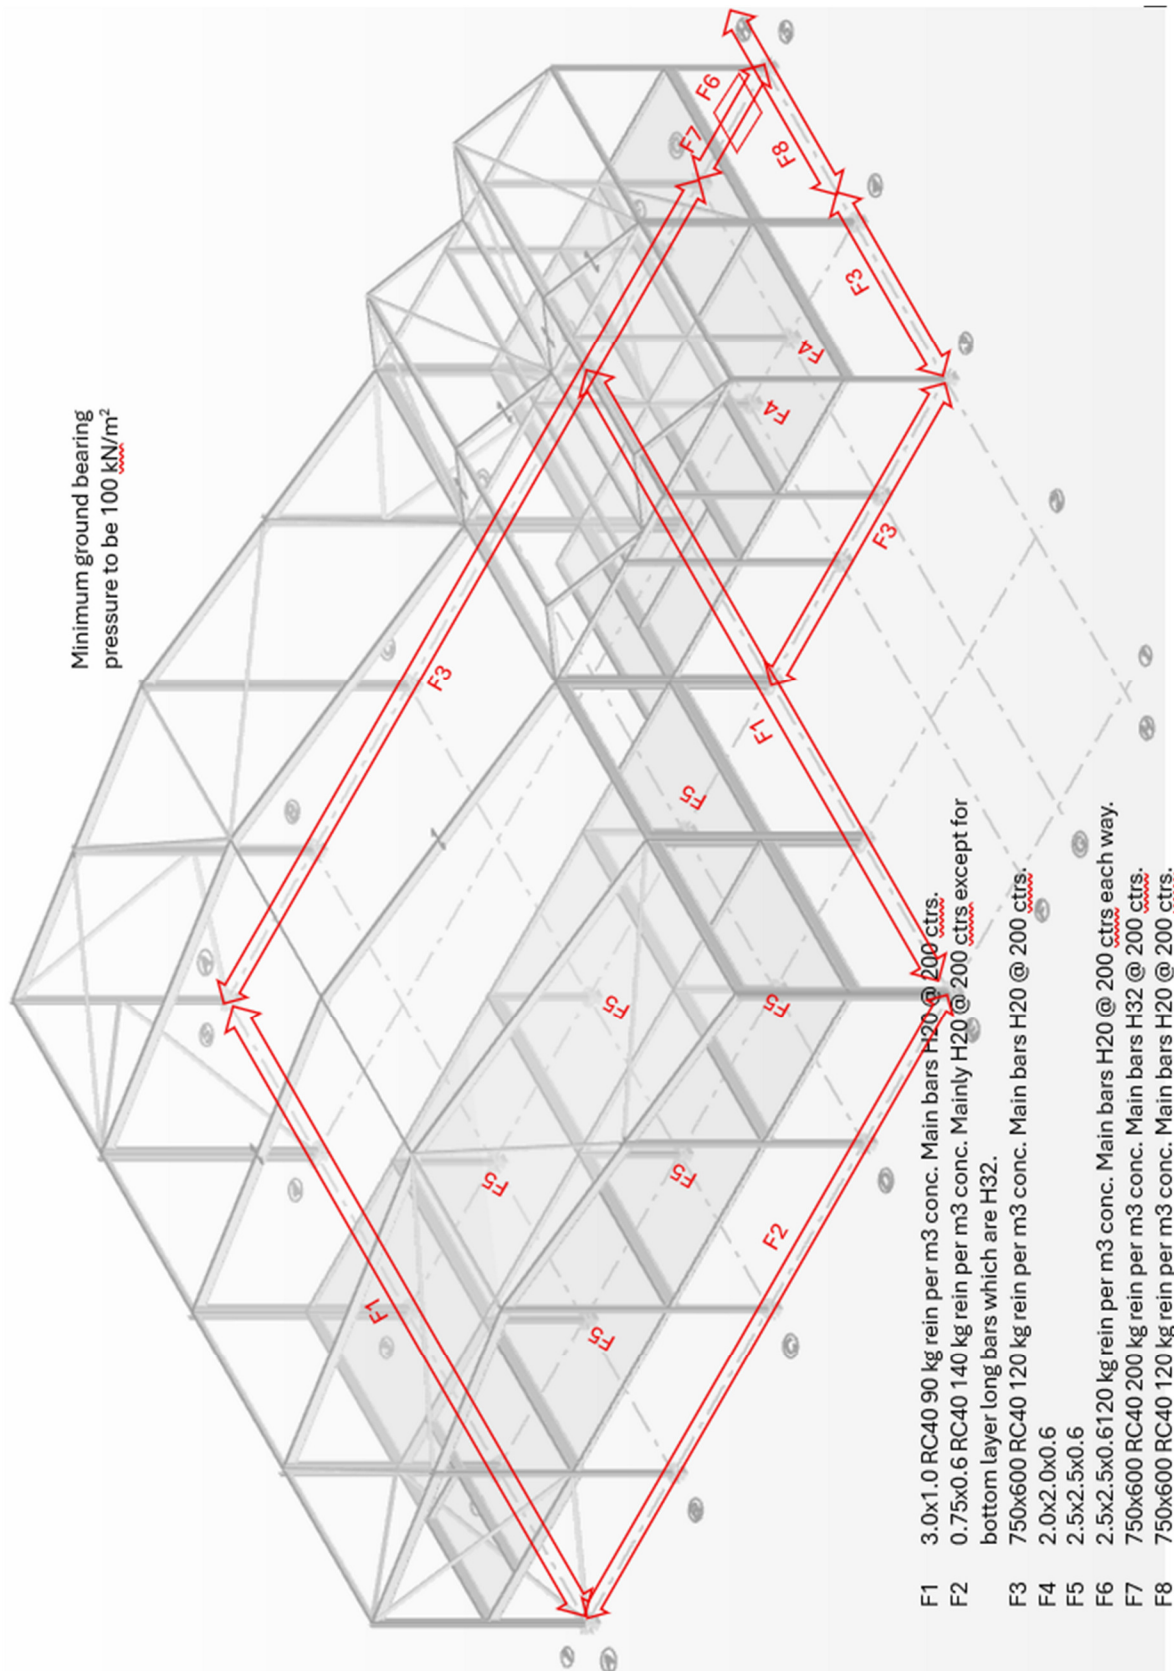 Minimum ground bearing
pressure to be 100 kN/m²
F6
F7
F8
F3
F4
F4
F3
F3
F1
F5
F5
F5
F5
F5
F5
F1
F2
F1 3.0x1.0 RC40 90 kg rein per m3 conc. Main bars H20 @ 200 ctrs.
F2 0.75x0.6 RC40 140 kg rein per m3 conc. Mainly H20 @ 200 ctrs except for
bottom layer long bars which are H32.
F3 750x600 RC40 120 kg rein per m3 conc. Main bars H20 @ 200 ctrs.
F4 2.0x2.0x0.6
F5 2.5x2.5x0.6
F6 2.5x2.5x0.6120 kg rein per m3 conc. Main bars H20 @ 200 ctrs each way.
F7 750x600 RC40 200 kg rein per m3 conc. Main bars H32 @ 200 ctrs.
F8 750x600 RC40 120 kg rein per m3 conc. Main bars H20 @ 200 ctrs.